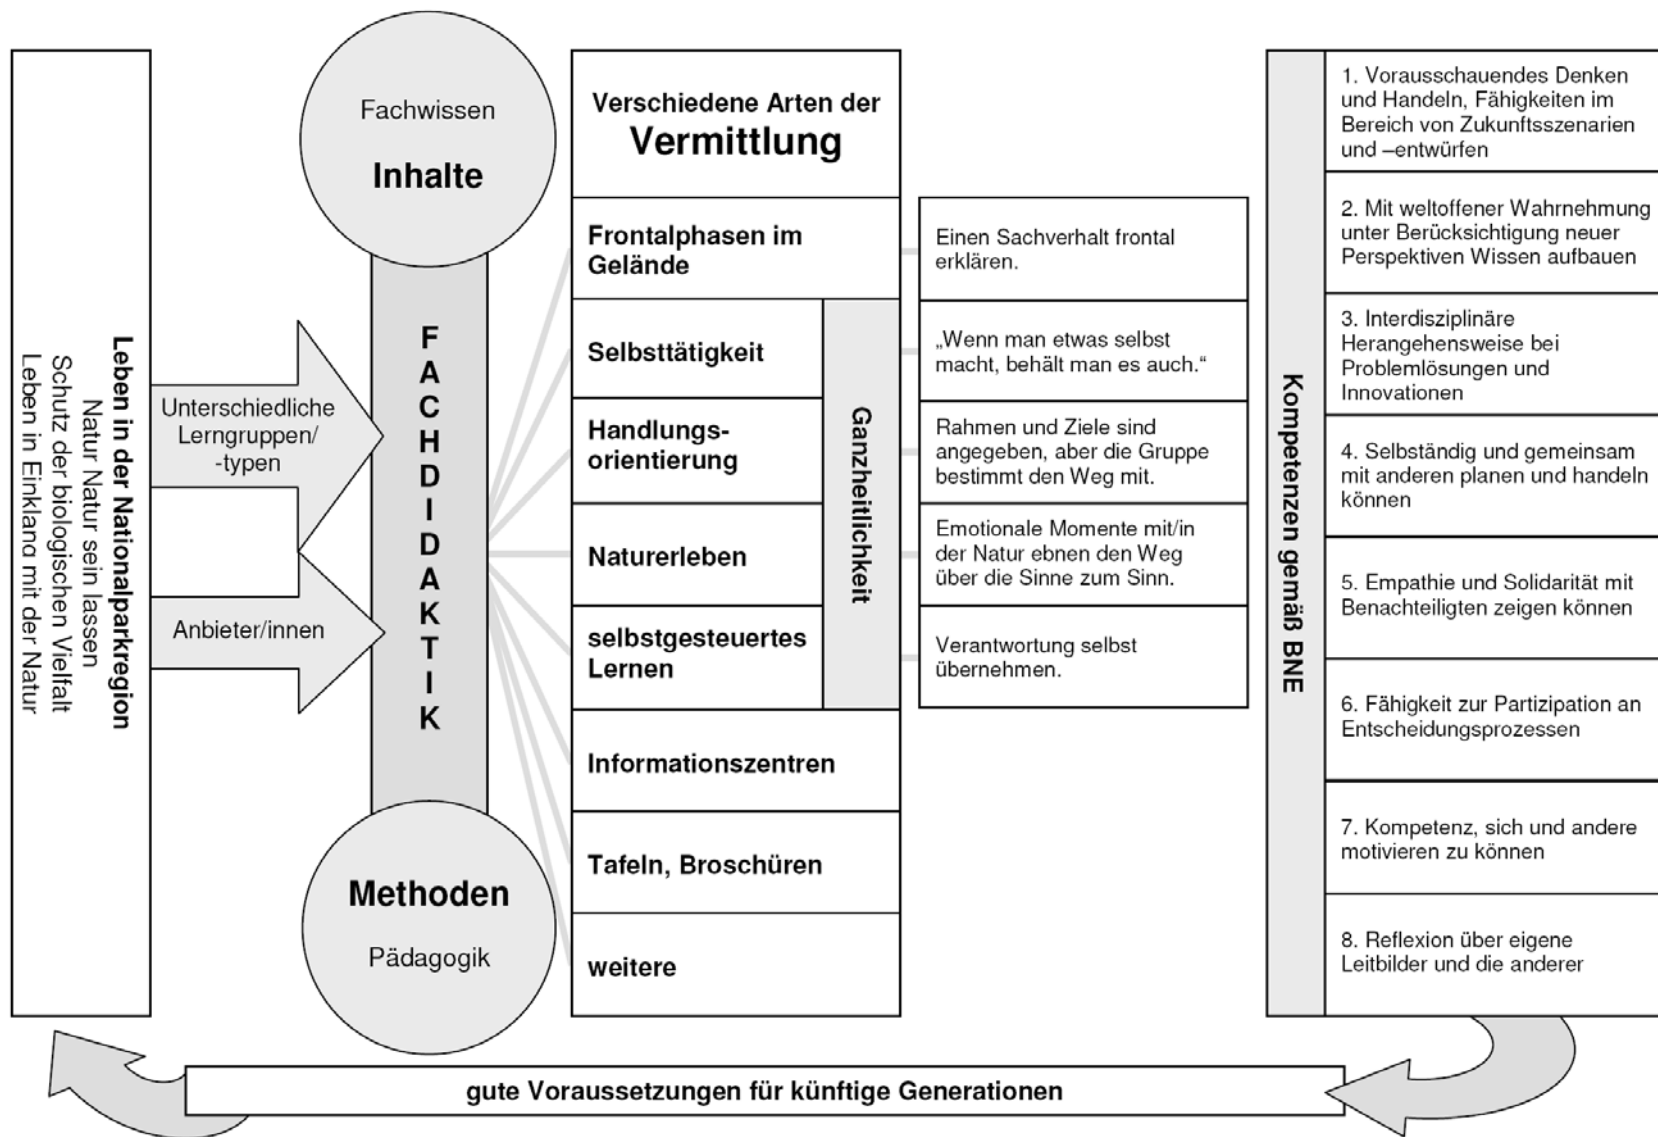 Leben in der Nationalparkregion
Natur Natur sein lassen
Schutz der biologischen Vielfalt
Leben in Einklang mit der Natur
Unterschiedliche
Lerngruppen/
-typen
Anbieter/innen
Fachwissen
Inhalte
FACHDIDAKTIK
Methoden
Pädagogik
Verschiedene Arten der
Vermittlung
Frontalphasen im
Gelände
Selbsttätigkeit
Handlungs-
orientierung
Naturerleben
selbstgesteuertes
Lernen
Informationszentren
Tafeln, Broschüren
weitere
Ganzheitlichkeit
Einen Sachverhalt frontal
erklären.
„Wenn man etwas selbst
macht, behält man es auch.“
Rahmen und Ziele sind
angegeben, aber die Gruppe
bestimmt den Weg mit.
Emotionale Momente mit/in
der Natur ebnen den Weg
über die Sinne zum Sinn.
Verantwortung selbst
übernehmen.
Kompetenzen gemäß BNE
1. Vorausschauendes Denken
und Handeln, Fähigkeiten im
Bereich von Zukunftsszenarien
und –entwürfen
2. Mit weltoffener Wahrnehmung
unter Berücksichtigung neuer
Perspektiven Wissen aufbauen
3. Interdisziplinäre
Herangehensweise bei
Problemlösungen und
Innovationen
4. Selbständig und gemeinsam
mit anderen planen und handeln
können
5. Empathie und Solidarität mit
Benachteiligten zeigen können
6. Fähigkeit zur Partizipation an
Entscheidungsprozessen
7. Kompetenz, sich und andere
motivieren zu können
8. Reflexion über eigene
Leitbilder und die anderer
gute Voraussetzungen für künftige Generationen